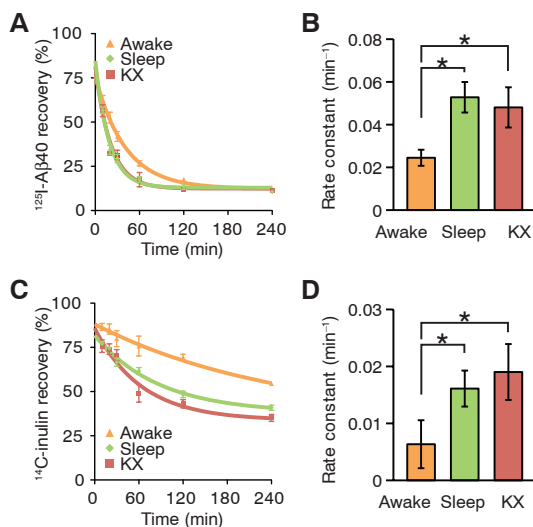 A
Awake
Sleep
KX
¹²⁵I-Aβ40 recovery (%)
100
75
50
25
0
0 60 120 180 240
Time (min)
B
Rate constant (min⁻¹)
0.08
0.06
0.04
0.02
0
* *
Awake Sleep KX
C
¹⁴C-inulin recovery (%)
100
75
50
25
0
Awake
Sleep
KX
0 60 120 180 240
Time (min)
D
Rate constant (min⁻¹)
0.03
0.02
0.01
0
* *
Awake Sleep KX